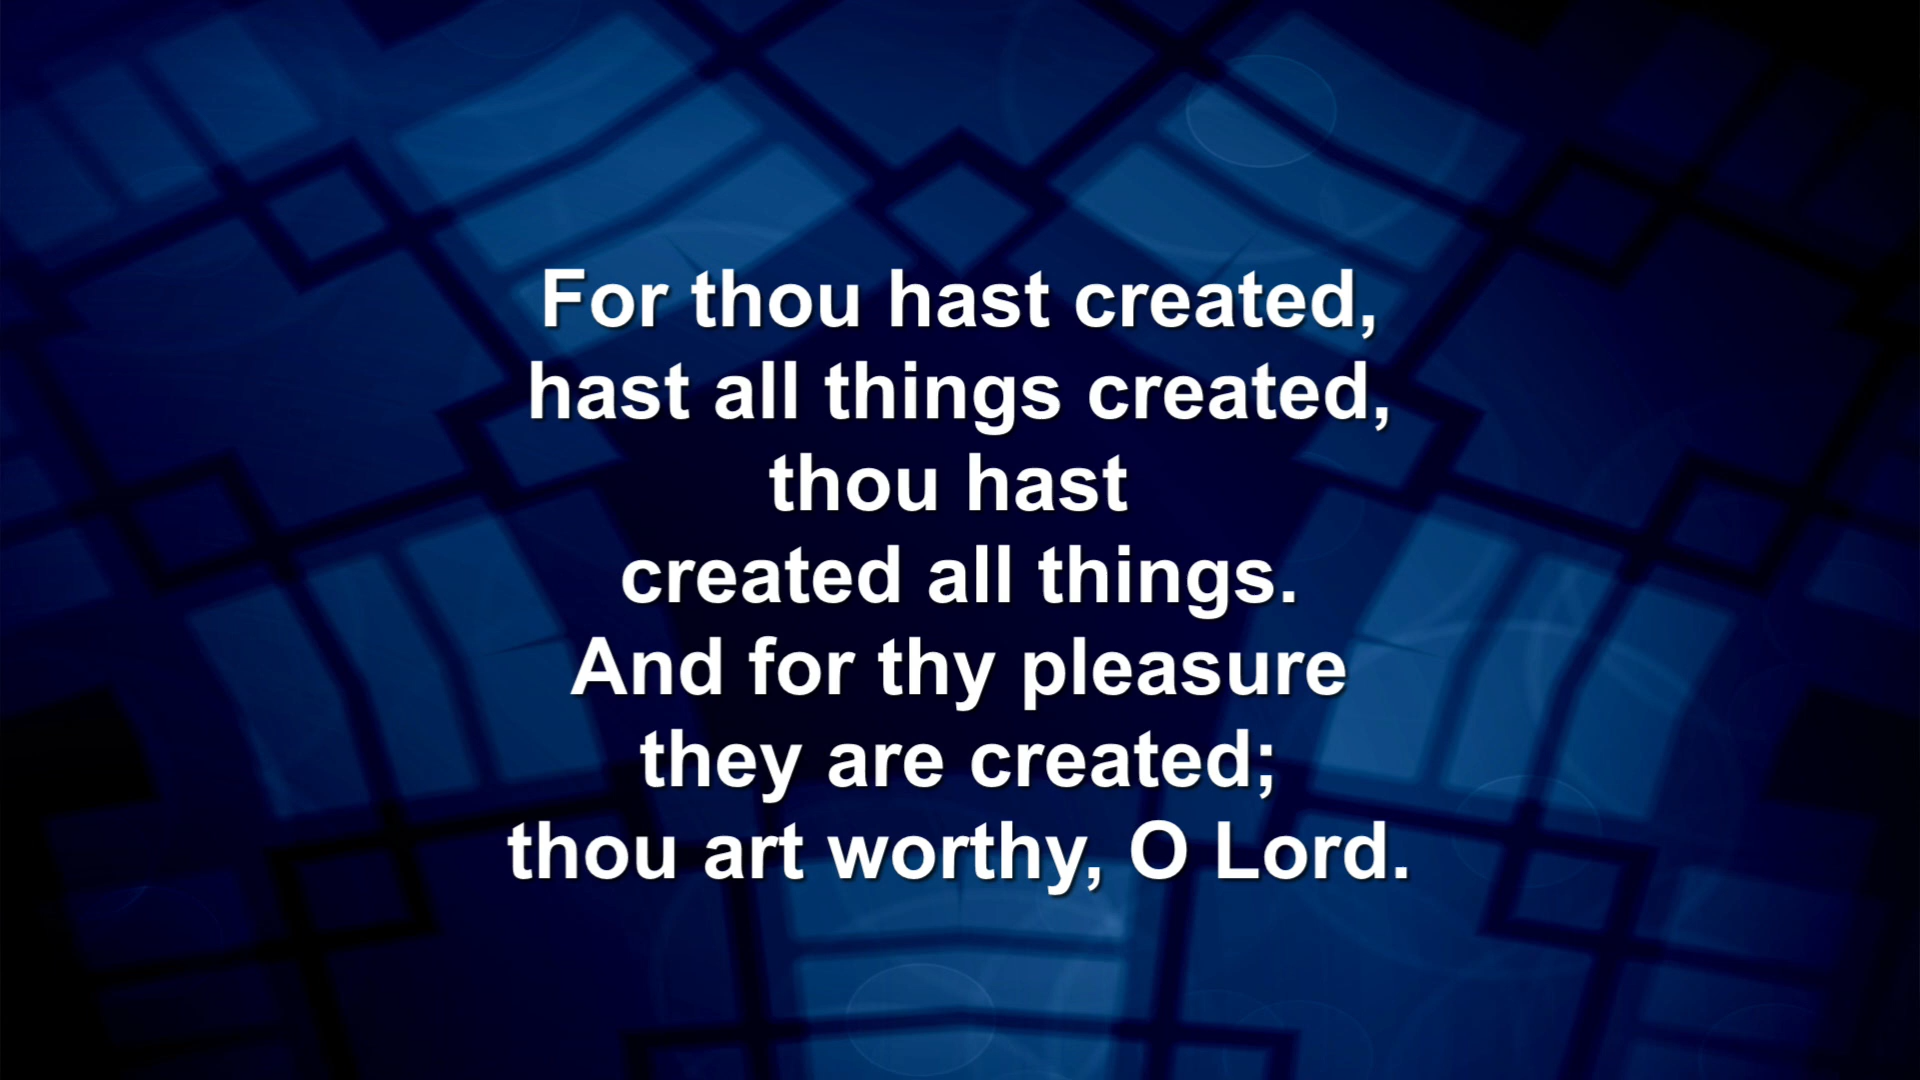 For thou hast created,
hast all things created,
thou hast
created all things.
And for thy pleasure
they are created;
thou art worthy, O Lord.